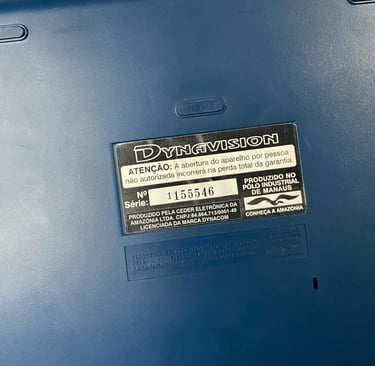 DYNAVISION
ATENÇÃO: A abertura do aparelho por pessoa
não autorizada incorrerá na perda total da garantia.
Nº
Série: 1155546
PRODUZIDO NO
PÓLO INDUSTRIAL
DE MANAUS
CONHEÇA A AMAZÔNIA
PRODUZIDO PELA CEDER ELETRÔNICA DA
AMAZÔNIA LTDA. CNPJ: 84.664.713/0001-40
LICENCIADA DA MARCA DYNACOM